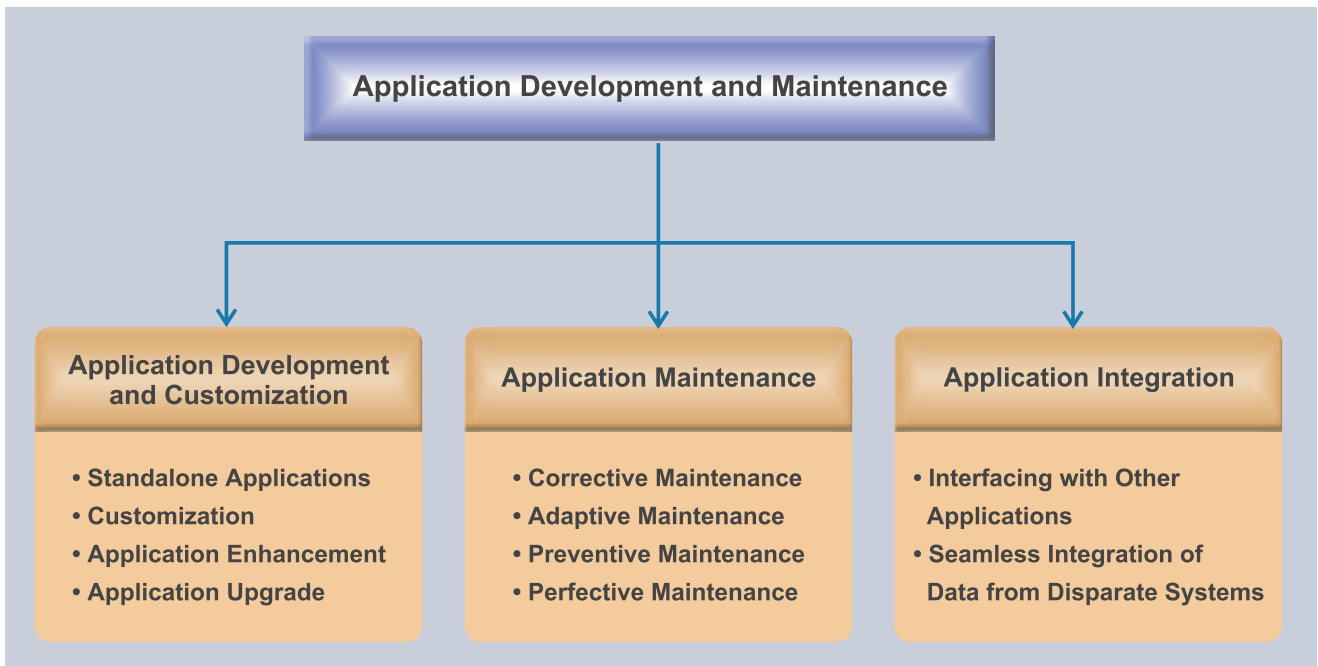 Application Development and Maintenance
Application Development
and Customization
• Standalone Applications
• Customization
• Application Enhancement
• Application Upgrade
Application Maintenance
• Corrective Maintenance
• Adaptive Maintenance
• Preventive Maintenance
• Perfective Maintenance
Application Integration
• Interfacing with Other
Applications
• Seamless Integration of
Data from Disparate Systems